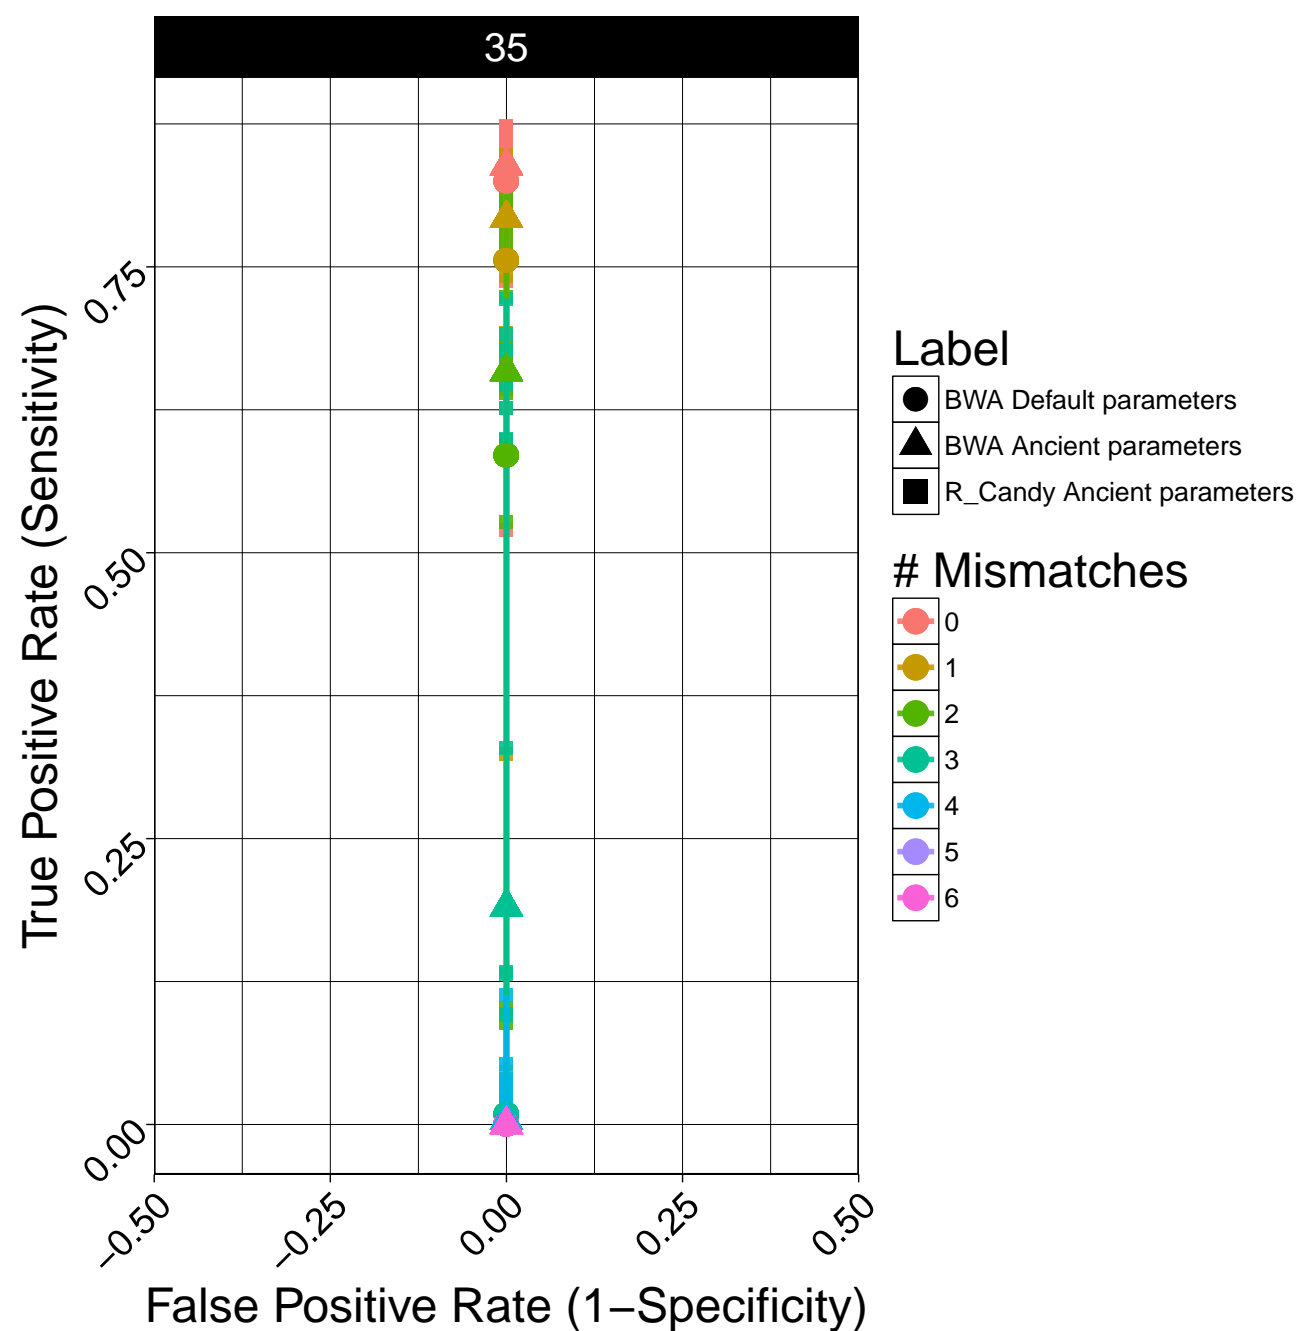 35
True Positive Rate (Sensitivity)
0.75
0.50
0.25
0.00
−0.50
−0.25
0.00
0.25
0.50
False Positive Rate (1−Specificity)
Label
BWA Default parameters
BWA Ancient parameters
R_Candy Ancient parameters
# Mismatches
0
1
2
3
4
5
6